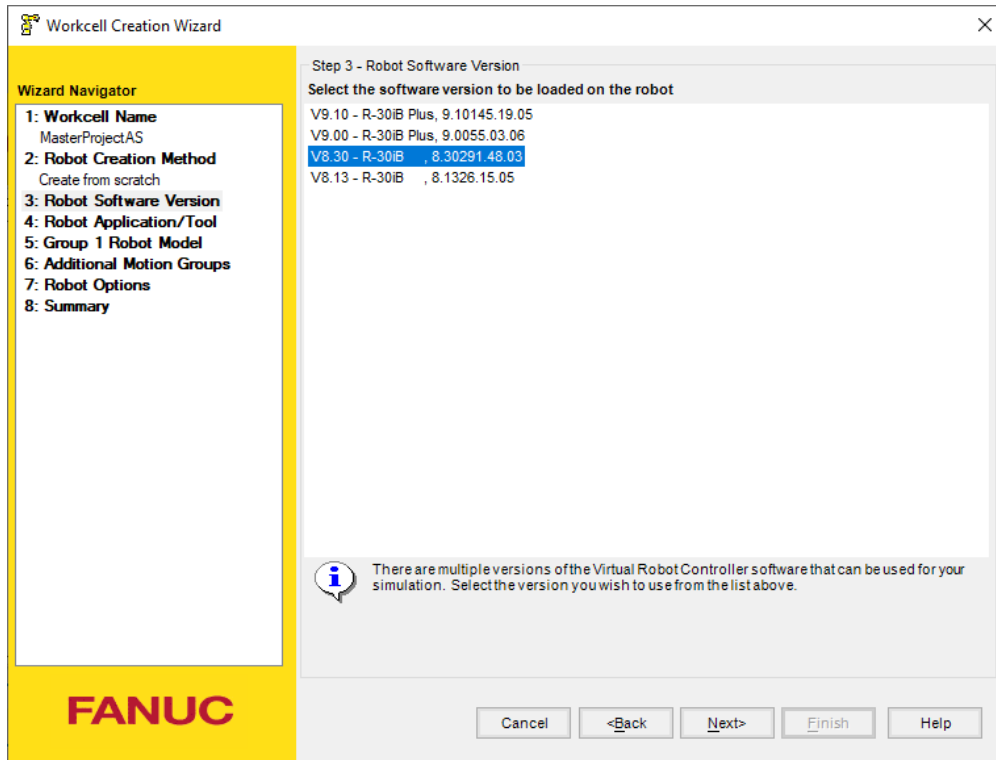 Workcell Creation Wizard
Wizard Navigator
1: Workcell Name
MasterProjectAS
2: Robot Creation Method
Create from scratch
3: Robot Software Version
4: Robot Application/Tool
5: Group 1 Robot Model
6: Additional Motion Groups
7: Robot Options
8: Summary
FANUC
Step 3 - Robot Software Version
Select the software version to be loaded on the robot
V9.10 - R-30iB Plus, 9.10145.19.05
V9.00 - R-30iB Plus, 9.0055.03.06
V8.30 - R-30iB , 8.30291.48.03
V8.13 - R-30iB , 8.1326.15.05
There are multiple versions of the Virtual Robot Controller software that can be used for your
simulation. Select the version you wish to use from the list above.
Cancel <Back Next> Finish Help